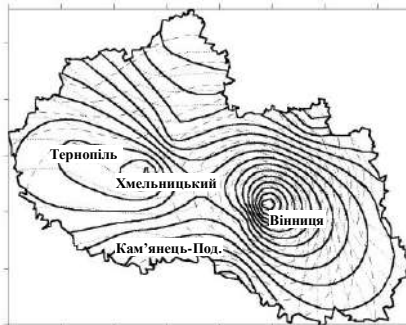 Тернопіль
Хмельницький
Вінниця
Кам’янець-Под.